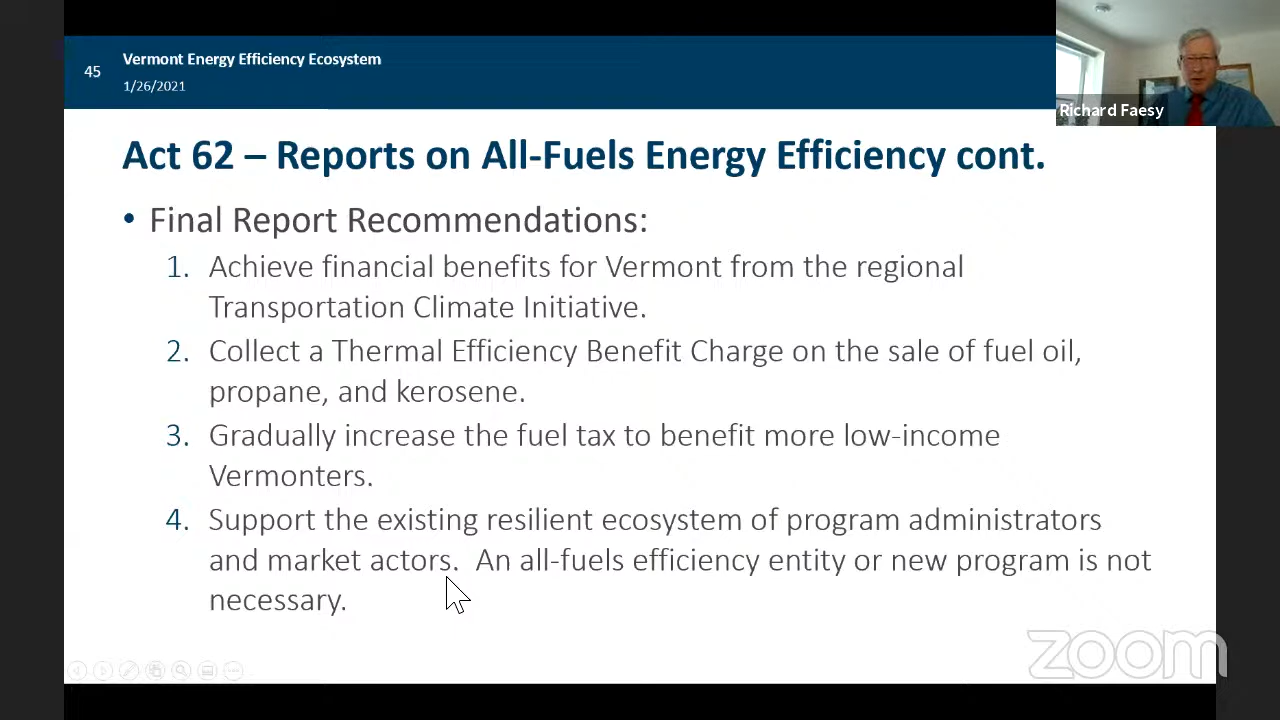 45
Vermont Energy Efficiency Ecosystem
1/26/2021
Richard Faesy
Act 62 – Reports on All-Fuels Energy Efficiency cont.
• Final Report Recommendations:
1. Achieve financial benefits for Vermont from the regional
Transportation Climate Initiative.
2. Collect a Thermal Efficiency Benefit Charge on the sale of fuel oil,
propane, and kerosene.
3. Gradually increase the fuel tax to benefit more low-income
Vermonters.
4. Support the existing resilient ecosystem of program administrators
and market actors.  An all-fuels efficiency entity or new program is not
necessary.
zoom